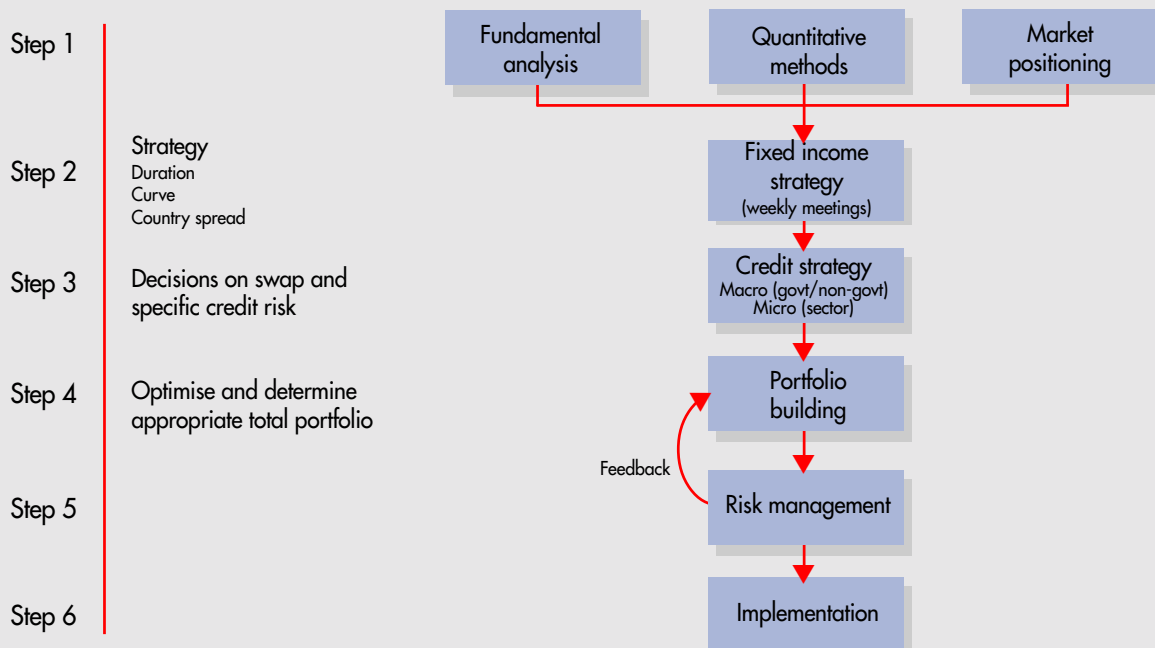 Step 1
Fundamental
analysis
Quantitative
methods
Market
positioning
Step 2
Strategy
Duration
Curve
Country spread
Fixed income
strategy
(weekly meetings)
Step 3
Decisions on swap and
specific credit risk
Credit strategy
Macro (govt/non-govt)
Micro (sector)
Step 4
Optimise and determine
appropriate total portfolio
Portfolio
building
Feedback
Step 5
Risk management
Step 6
Implementation